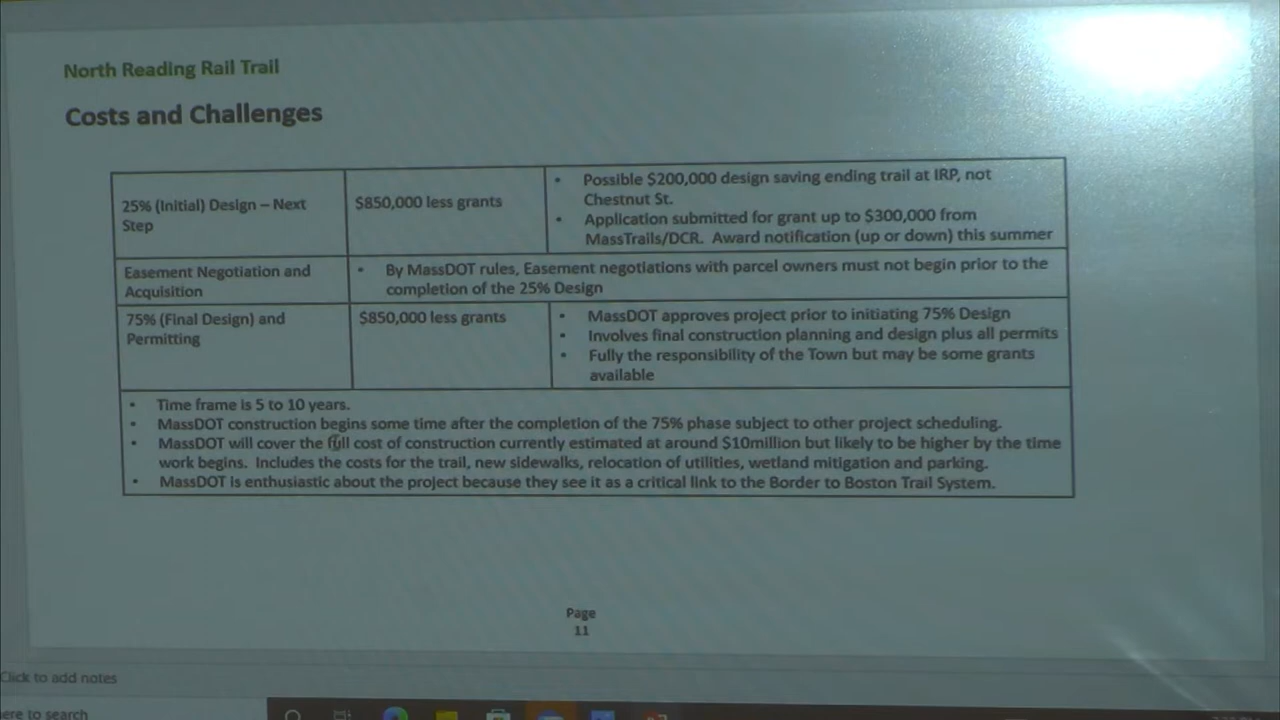 North Reading Rail Trail
Costs and Challenges
25% (Initial) Design – Next
Step
$850,000 less grants
• Possible $200,000 design saving ending trail at IRP, not
Chestnut St.
• Application submitted for grant up to $300,000 from
MassTrails/DCR. Award notification (up or down) this summer
Easement Negotiation and
Acquisition
• By MassDOT rules, Easement negotiations with parcel owners must not begin prior to the
completion of the 25% Design
75% (Final Design) and
Permitting
$850,000 less grants
• MassDOT approves project prior to initiating 75% Design
• Involves final construction planning and design plus all permits
• Fully the responsibility of the Town but may be some grants
available
• Time frame is 5 to 10 years.
• MassDOT construction begins some time after the completion of the 75% phase subject to other project scheduling.
• MassDOT will cover the full cost of construction currently estimated at around $10million but likely to be higher by the time
work begins. Includes the costs for the trail, new sidewalks, relocation of utilities, wetland mitigation and parking.
• MassDOT is enthusiastic about the project because they see it as a critical link to the Border to Boston Trail System.
Page
11
Click to add notes
ere to search